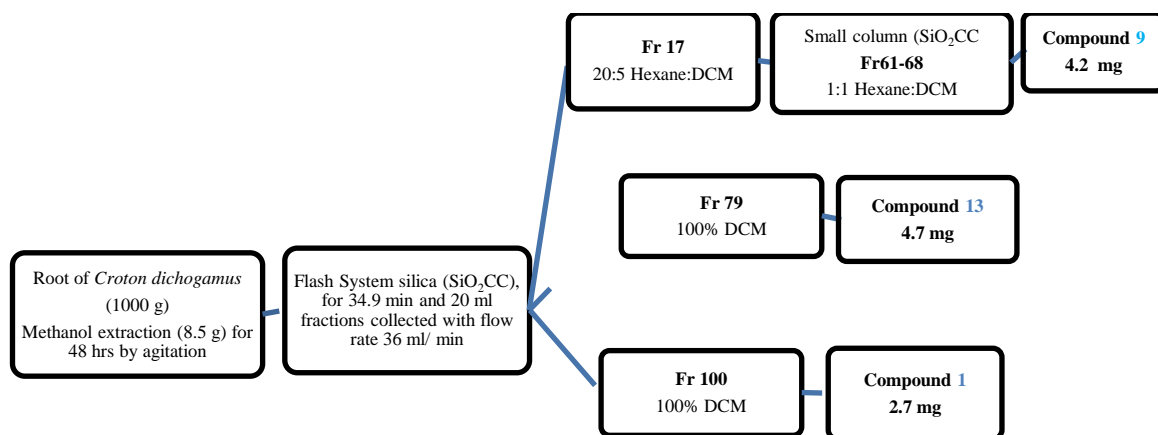 Root of Croton dichogamus
(1000 g)
Methanol extraction (8.5 g) for
48 hrs by agitation
Flash System silica (SiO₂CC),
for 34.9 min and 20 ml
fractions collected with flow
rate 36 ml/ min
Fr 17
20:5 Hexane:DCM
Small column (SiO₂CC
Fr61-68
1:1 Hexane:DCM
Compound 9
4.2 mg
Fr 79
100% DCM
Compound 13
4.7 mg
Fr 100
100% DCM
Compound 1
2.7 mg